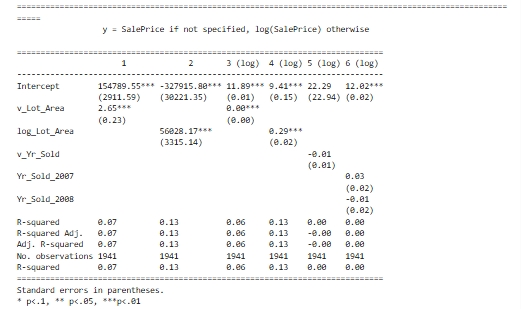 ================================================================================
=====
y = SalePrice if not specified, log(SalePrice) otherwise
================================================================================
1 2 3 (log) 4 (log) 5 (log) 6 (log)
--------------------------------------------------------------------------------
Intercept 154789.55*** -327915.80*** 11.89*** 9.41*** 22.29 12.02***
(2911.59) (30221.35) (0.01) (0.15) (22.94) (0.02)
v_Lot_Area 2.65*** 0.00***
(0.23) (0.00)
log_Lot_Area 56028.17*** 0.29***
(3315.14) (0.02)
v_Yr_Sold -0.01
(0.01)
Yr_Sold_2007 0.03
(0.02)
Yr_Sold_2008 -0.01
(0.02)
R-squared 0.07 0.13 0.06 0.13 0.00 0.00
R-squared Adj. 0.07 0.13 0.06 0.13 -0.00 0.00
Adj. R-squared 0.07 0.13 0.06 0.13 -0.00 0.00
No. observations 1941 1941 1941 1941 1941 1941
R-squared 0.07 0.13 0.06 0.13 0.00 0.00
================================================================================
Standard errors in parentheses.
* p<.1, ** p<.05, ***p<.01